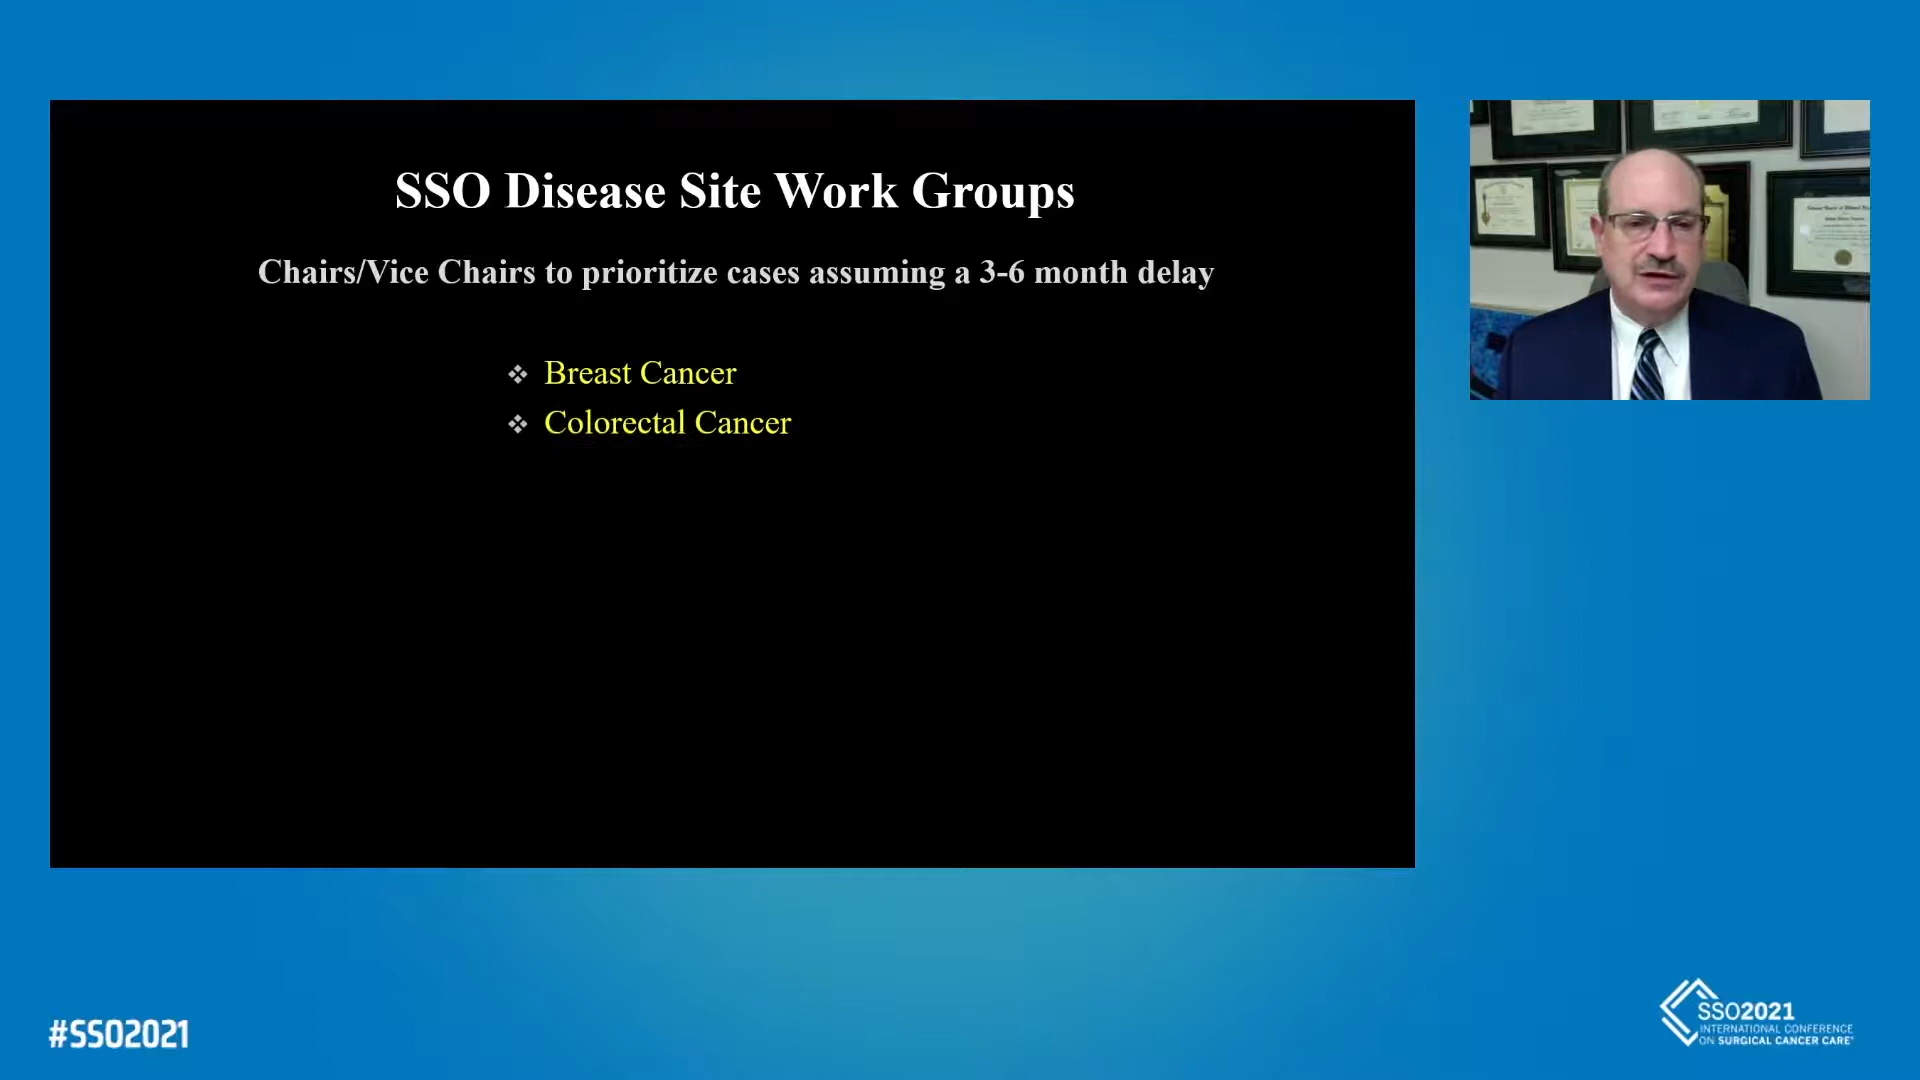 SSO Disease Site Work Groups
Chairs/Vice Chairs to prioritize cases assuming a 3-6 month delay
❖ Breast Cancer
❖ Colorectal Cancer
#SSO2021
SSO2021
INTERNATIONAL CONFERENCE
ON SURGICAL CANCER CARE